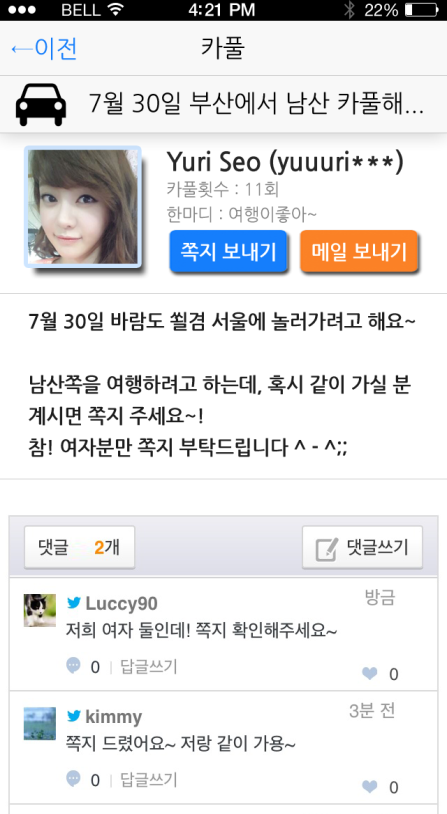 BELL 4:21 PM 22%
←이전 카풀
7월 30일 부산에서 남산 카풀해...
Yuri Seo (yuuuri***)
카풀횟수 : 11회
한마디 : 여행이좋아~
쪽지 보내기 메일 보내기
7월 30일 바람도 쐴겸 서울에 놀러가려고 해요~
남산쪽을 여행하려고 하는데, 혹시 같이 가실 분
계시면 쪽지 주세요~!
참! 여자분만 쪽지 부탁드립니다 ^ - ^;;
댓글 2개 댓글쓰기
Luccy90 방금
저희 여자 둘인데! 쪽지 확인해주세요~
0 | 답글쓰기 0
kimmy 3분 전
쪽지 드렸어요~ 저랑 같이 가용~
0 | 답글쓰기 0